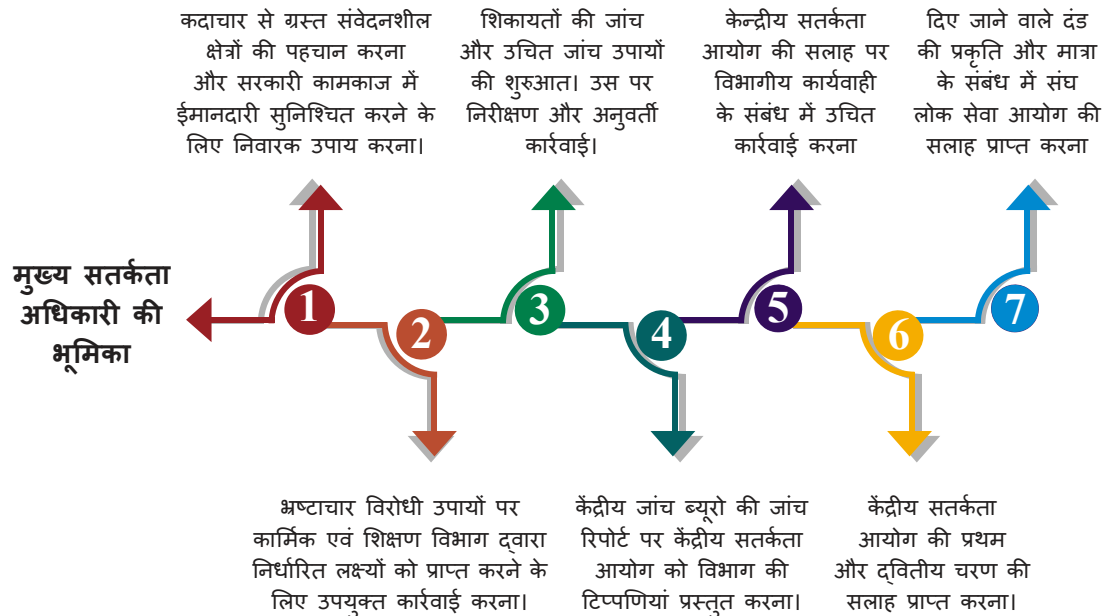 मुख्य सतर्कता
अधिकारी की
भूमिका
1
कदाचार से ग्रस्त संवेदनशील
क्षेत्रों की पहचान करना
और सरकारी कामकाज में
ईमानदारी सुनिश्चित करने के
लिए निवारक उपाय करना।
2
भ्रष्टाचार विरोधी उपायों पर
कार्मिक एवं शिक्षण विभाग द्वारा
निर्धारित लक्ष्यों को प्राप्त करने के
लिए उपयुक्त कार्रवाई करना।
3
शिकायतों की जांच
और उचित जांच उपायों
की शुरुआत। उस पर
निरीक्षण और अनुवर्ती
कार्रवाई।
4
केंद्रीय जांच ब्यूरो की जांच
रिपोर्ट पर केंद्रीय सतर्कता
आयोग को विभाग की
टिप्पणियां प्रस्तुत करना।
5
केन्द्रीय सतर्कता
आयोग की सलाह पर
विभागीय कार्यवाही
के संबंध में उचित
कार्रवाई करना
6
केंद्रीय सतर्कता
आयोग की प्रथम
और द्वितीय चरण की
सलाह प्राप्त करना।
7
दिए जाने वाले दंड
की प्रकृति और मात्रा
के संबंध में संघ
लोक सेवा आयोग की
सलाह प्राप्त करना